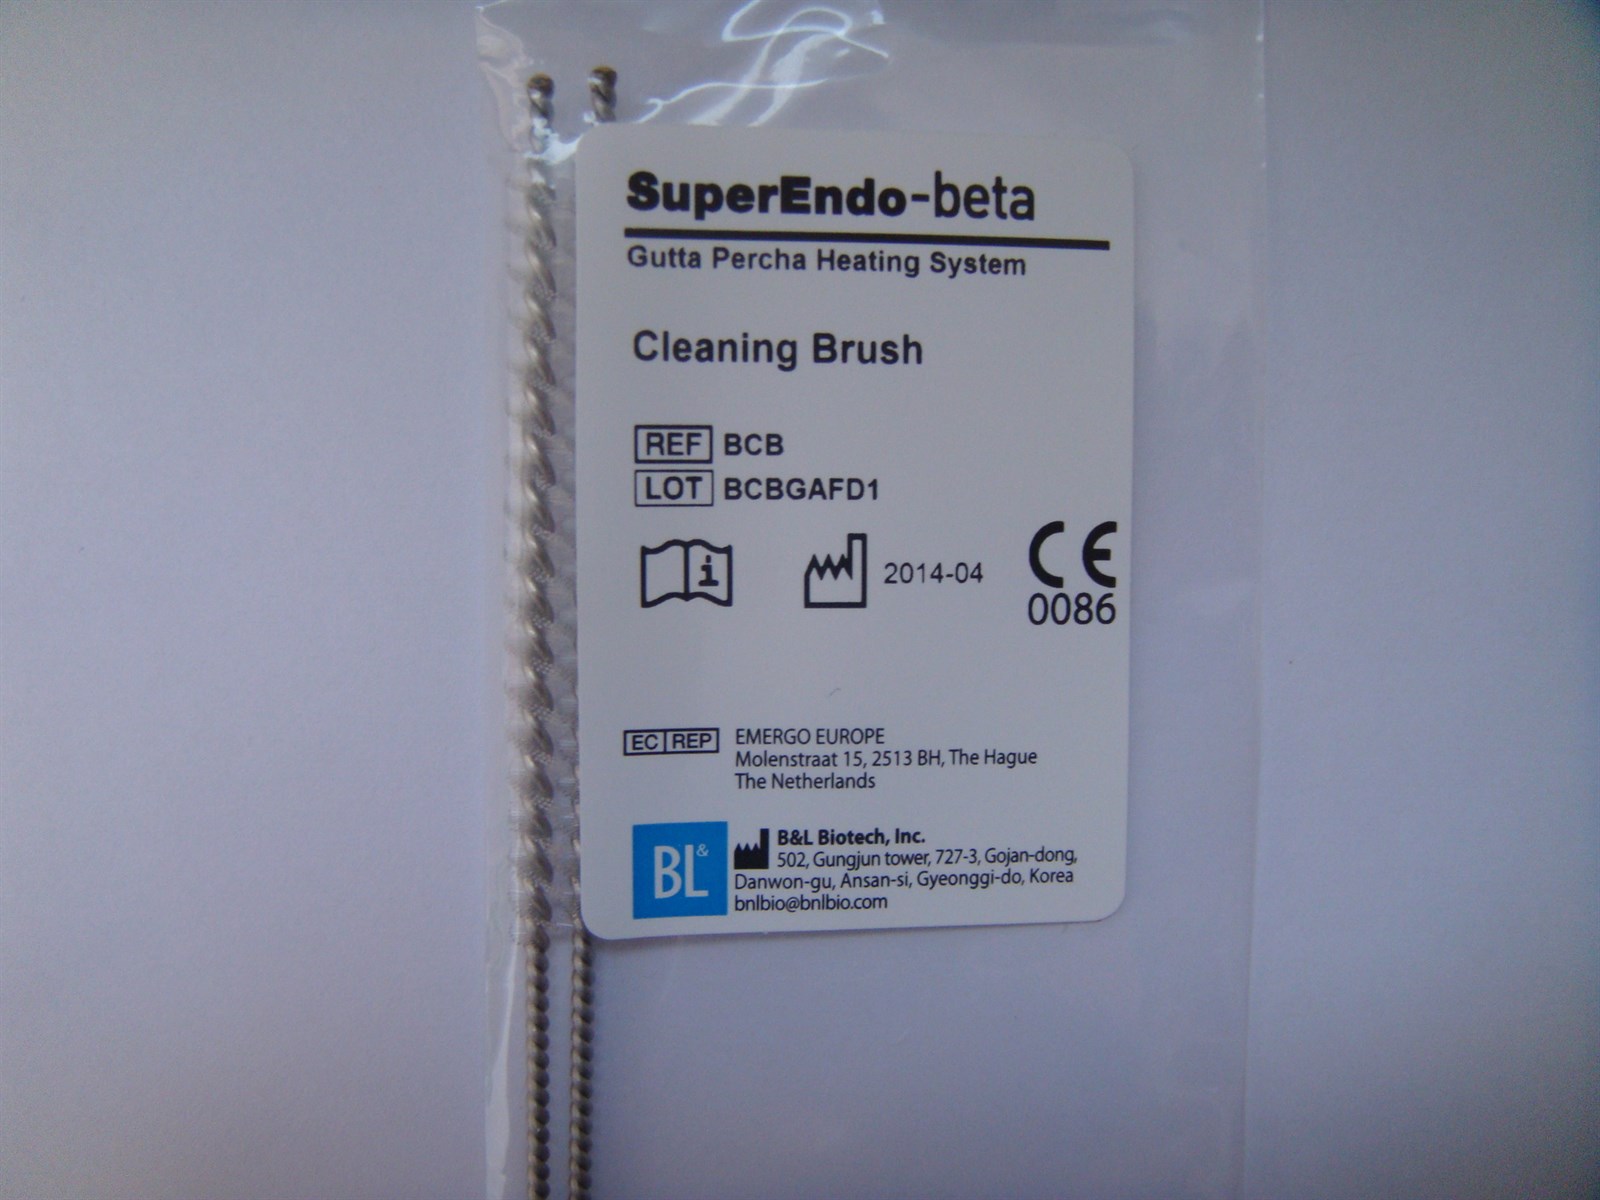 SuperEndo-beta
Gutta Percha Heating System
Cleaning Brush
REF BCB
LOT BCBGAFD1
i
2014-04
CE
0086
EC REP EMERGO EUROPE
Molenstraat 15, 2513 BH, The Hague
The Netherlands
BL&
B&L Biotech, Inc.
502, Gungjun tower, 727-3, Gojan-dong,
Danwon-gu, Ansan-si, Gyeonggi-do, Korea
bnlbio@bnlbio.com